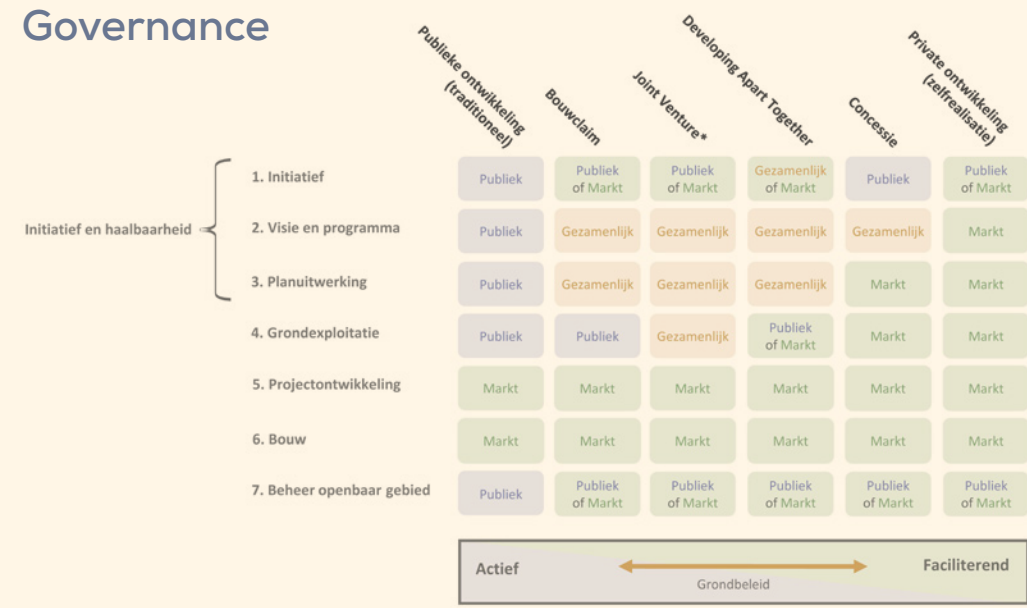 Governance
Publieke ontwikkeling
(traditioneel)
Bouwclaim
Joint Venture*
Developing Apart Together
Concessie
Private ontwikkeling
(zelfrealisatie)
Initiatief en haalbaarheid
1. Initiatief
Publiek
Publiek
of Markt
Publiek
of Markt
Gezamenlijk
of Markt
Publiek
Publiek
of Markt
2. Visie en programma
Publiek
Gezamenlijk
Gezamenlijk
Gezamenlijk
Gezamenlijk
Markt
3. Planuitwerking
Publiek
Gezamenlijk
Gezamenlijk
Gezamenlijk
Markt
Markt
4. Grondexploitatie
Publiek
Publiek
Gezamenlijk
Publiek
of Markt
Markt
Markt
5. Projectontwikkeling
Markt
Markt
Markt
Markt
Markt
Markt
6. Bouw
Markt
Markt
Markt
Markt
Markt
Markt
7. Beheer openbaar gebied
Publiek
Publiek
of Markt
Publiek
of Markt
Publiek
of Markt
Publiek
of Markt
Publiek
of Markt
Actief
Grondbeleid
Faciliterend